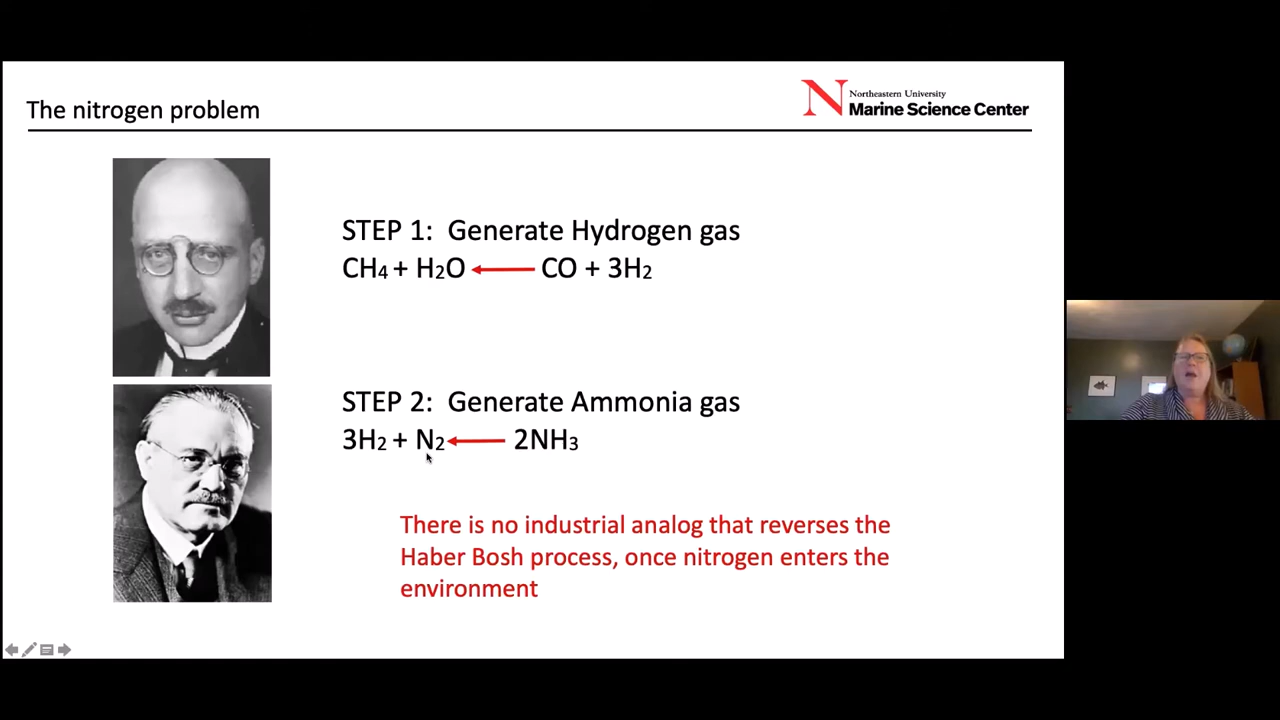 The nitrogen problem
N Northeastern University
Marine Science Center
STEP 1: Generate Hydrogen gas
CH₄ + H₂O ← CO + 3H₂
STEP 2: Generate Ammonia gas
3H₂ + N₂ ← 2NH₃
There is no industrial analog that reverses the
Haber Bosh process, once nitrogen enters the
environment